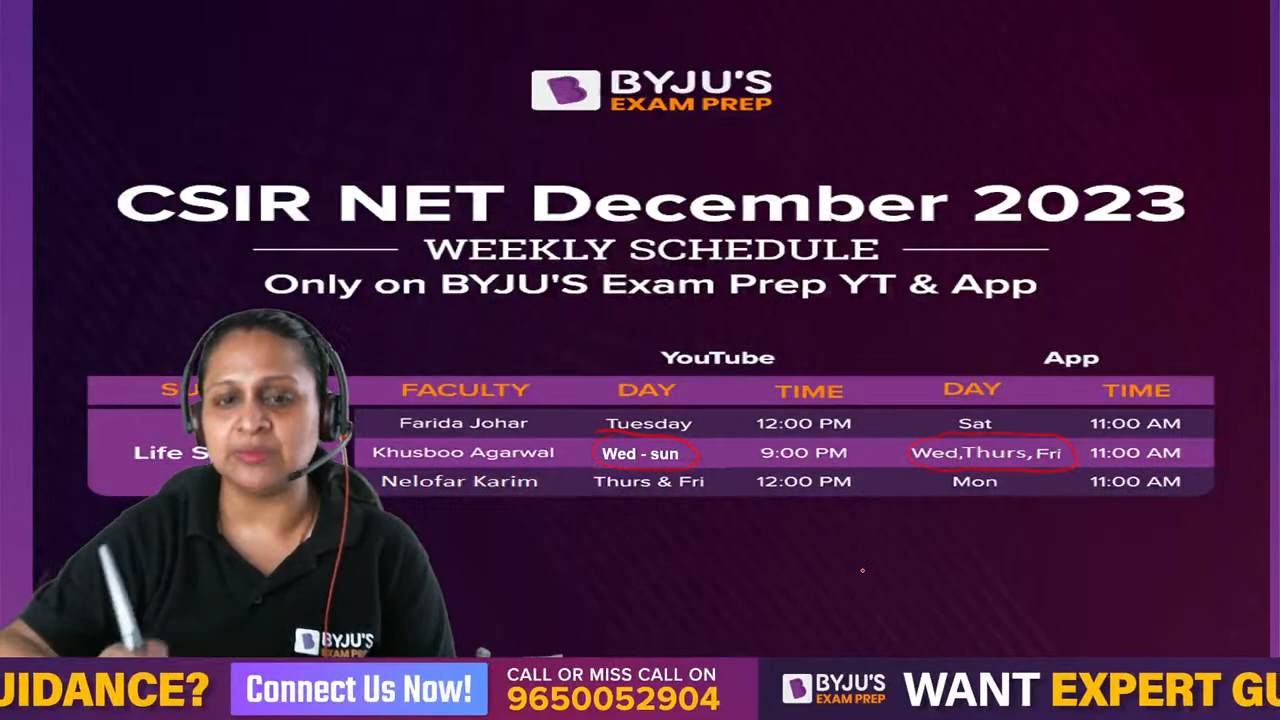 BYJU'S
EXAM PREP
CSIR NET December 2023
WEEKLY SCHEDULE
Only on BYJU'S Exam Prep YT & App
YouTube App
FACULTY DAY TIME DAY TIME
Farida Johar Tuesday 12:00 PM Sat 11:00 AM
Life Khusboo Agarwal Wed - sun 9:00 PM Wed,Thurs, Fri 11:00 AM
Nelofar Karim Thurs & Fri 12:00 PM Mon 11:00 AM
BYJU'S
EXAM PREP
UIDANCE? Connect Us Now! CALL OR MISS CALL ON
9650052904
BYJU'S
EXAM PREP
WANT EXPERT GU